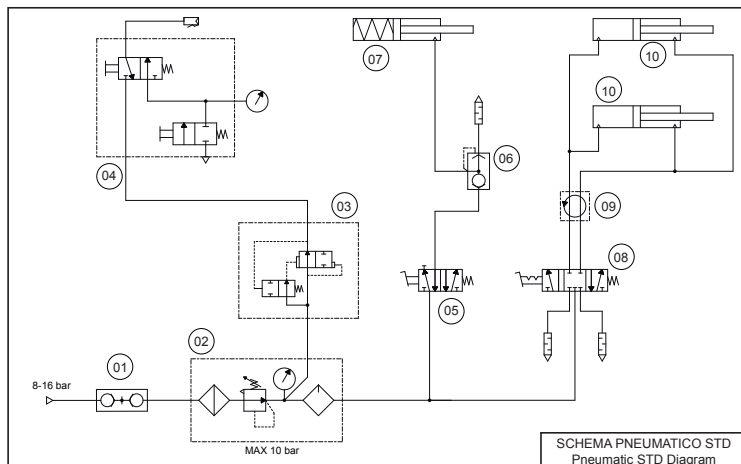 07
10
10
06
04
09
03
08
05
02
01
8-16 bar
MAX 10 bar
SCHEMA PNEUMATICO STD
Pneumatic STD Diagram